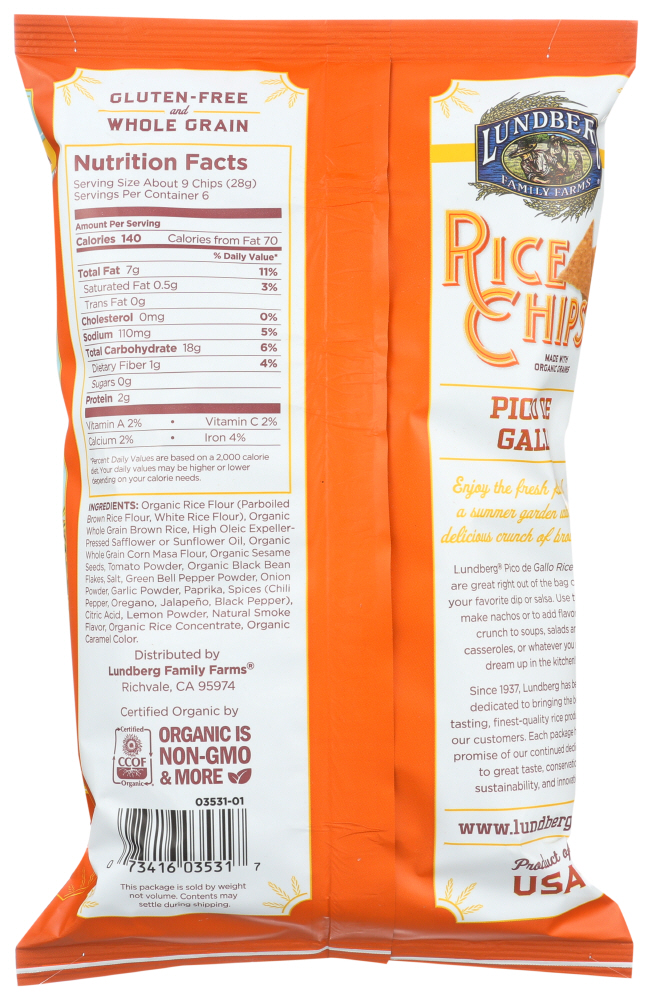 GLUTEN-FREE
and
WHOLE GRAIN
Nutrition Facts
Serving Size About 9 Chips (28g)
Servings Per Container 6
Amount Per Serving
Calories 140 Calories from Fat 70
% Daily Value*
Total Fat 7g 11%
Saturated Fat 0.5g 3%
Trans Fat 0g
Cholesterol 0mg 0%
Sodium 110mg 5%
Total Carbohydrate 18g 6%
Dietary Fiber 1g 4%
Sugars 0g
Protein 2g
Vitamin A 2% • Vitamin C 2%
Calcium 2% • Iron 4%
*Percent Daily Values are based on a 2,000 calorie
diet. Your daily values may be higher or lower
depending on your calorie needs.
INGREDIENTS: Organic Rice Flour (Parboiled
Brown Rice Flour, White Rice Flour), Organic
Whole Grain Brown Rice, High Oleic Expeller-
Pressed Safflower or Sunflower Oil, Organic
Whole Grain Corn Masa Flour, Organic Sesame
Seeds, Tomato Powder, Organic Black Bean
Flakes, Salt, Green Bell Pepper Powder, Onion
Powder, Garlic Powder, Paprika, Spices (Chili
Pepper, Oregano, Jalapeño, Black Pepper),
Citric Acid, Lemon Powder, Natural Smoke
Flavor, Organic Rice Concentrate, Organic
Caramel Color.
Distributed by
Lundberg Family Farms®
Richvale, CA 95974
Certified Organic by
Certified
CCOF
Organic
ORGANIC IS
NON-GMO
& MORE
03531-01
0 73416 03531 7
This package is sold by weight
not volume. Contents may
settle during shipping.
LUNDBER
FAMILY FARMS
RICE
CHIPS
MADE WITH
ORGANIC GRAINS
PICO DE
GALL
Enjoy the fresh
a summer garden
delicious crunch of
Lundberg® Pico de Gallo Rice
are great right out of the bag
your favorite dip or salsa. Use
make nachos or to add flavo
crunch to soups, salads
casseroles, or whatever you
dream up in the kitchen
Since 1937, Lundberg has
dedicated to bringing the
tasting, finest-quality rice
our customers. Each package
promise of our continued
to great taste,
sustainability, and
www.lundberg
Product of
USA